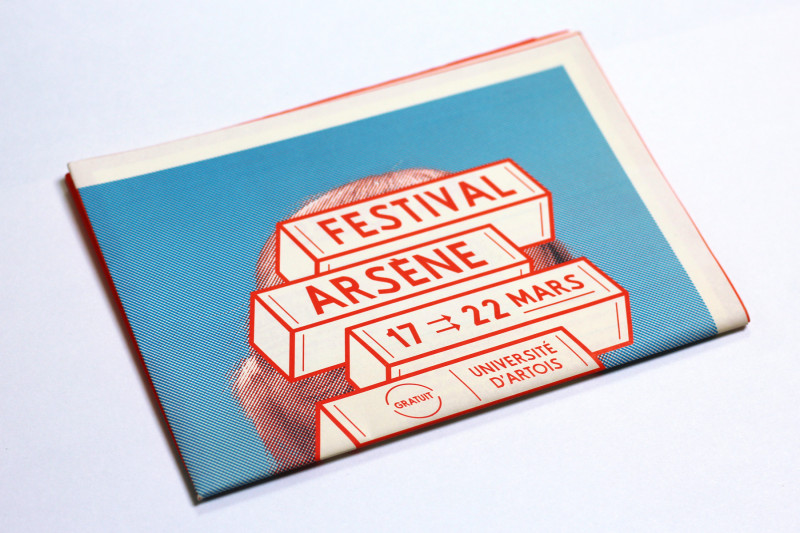 FESTIVAL
ARSÈNE
17 ⇉ 22 MARS
GRATUIT
UNIVERSITÉ
D'ARTOIS